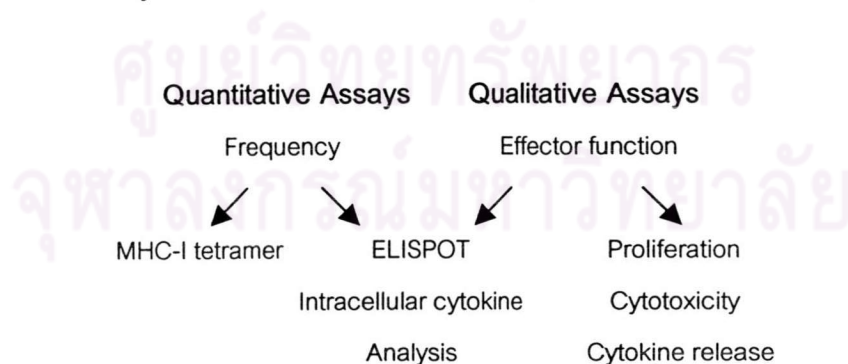 ศูนย์วิทยทรัพยากร
จุฬาลงกรณ์มหาวิทยาลัย
Quantitative Assays Qualitative Assays
Frequency Effector function
MHC-I tetramer ELISPOT Proliferation
Intracellular cytokine Cytotoxicity
Analysis Cytokine release